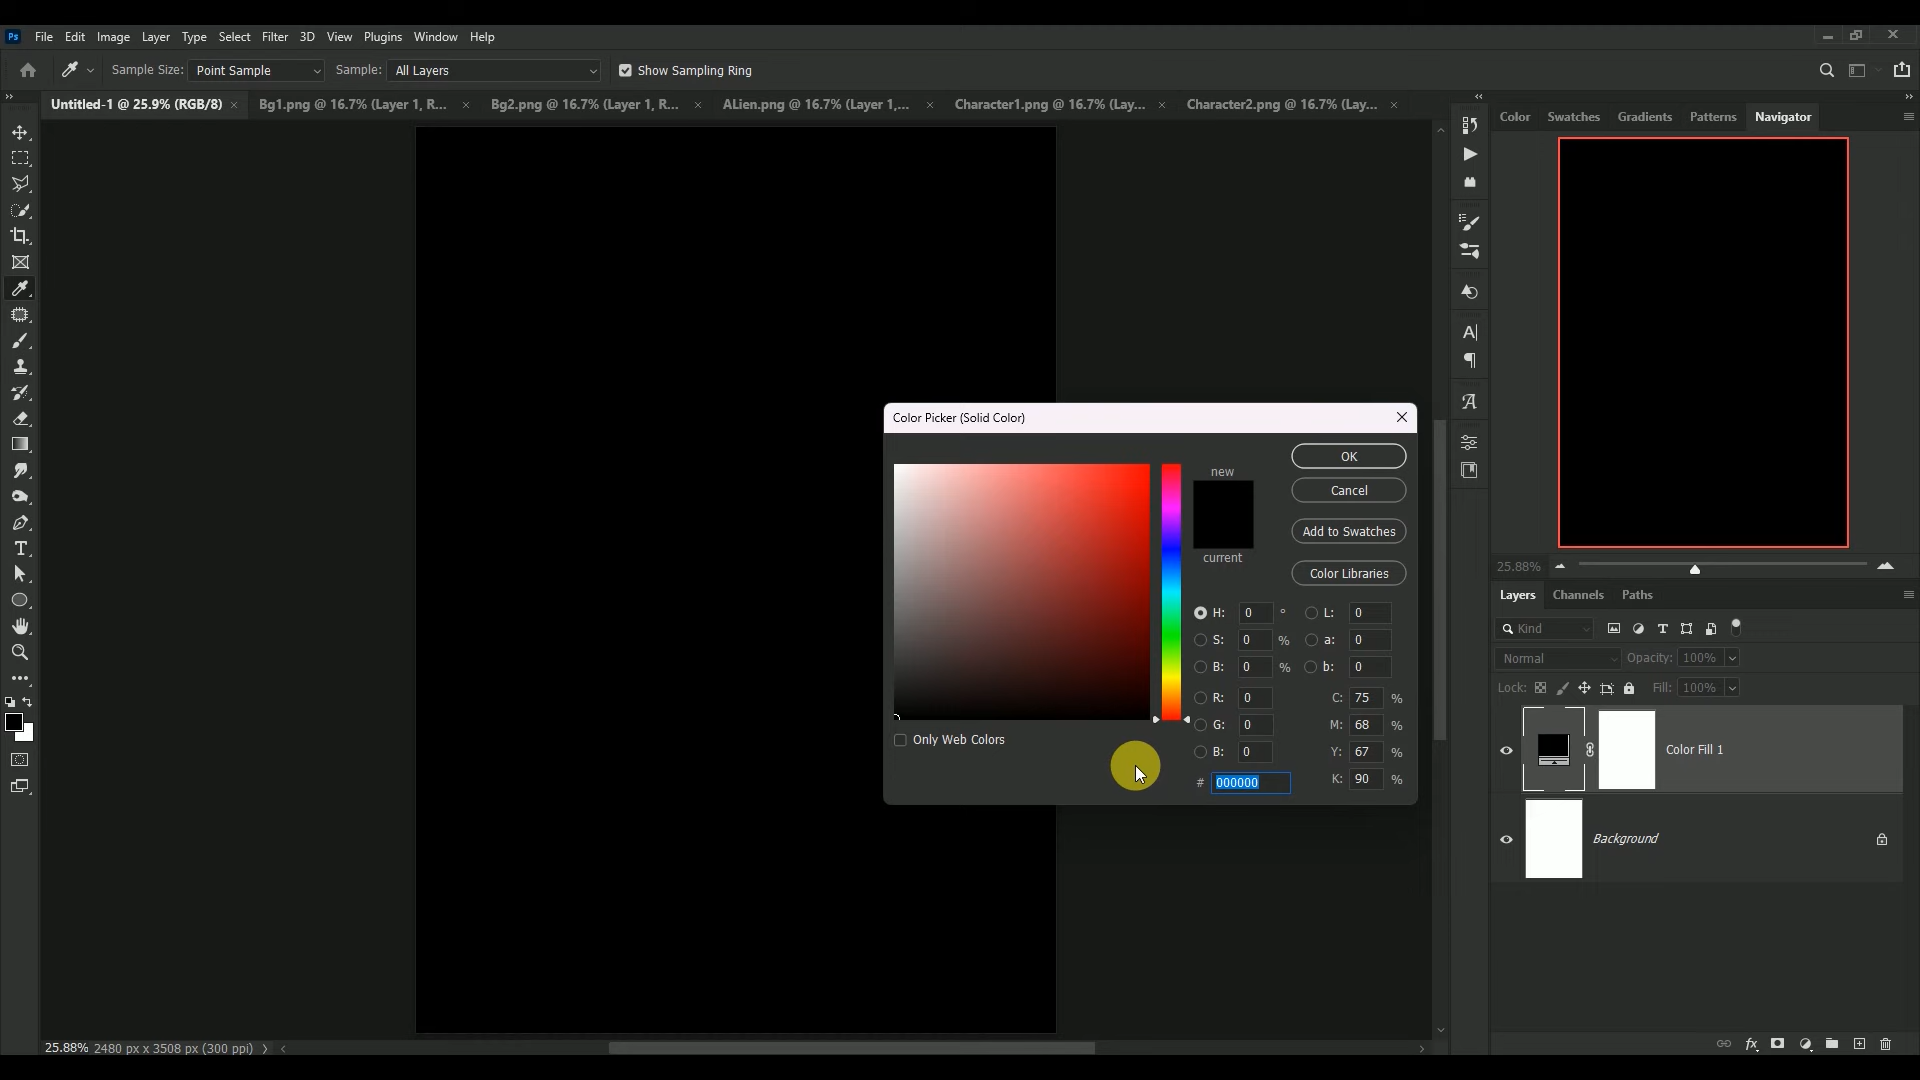 Ps File Edit Image Layer Type Select Filter 3D View Plugins Window Help
Sample Size: Point Sample Sample: All Layers Show Sampling Ring
Untitled-1 @ 25.9% (RGB/8) × Bg1.png @ 16.7% (Layer 1, R... × Bg2.png @ 16.7% (Layer 1, R... × ALien.png @ 16.7% (Layer 1,... × Character1.png @ 16.7% (Lay... × Character2.png @ 16.7% (Lay... ×
Color Swatches Gradients Patterns Navigator
Color Picker (Solid Color)
new
current
OK
Cancel
Add to Swatches
Color Libraries
H: 0 ° L: 0
S: 0 % a: 0
B: 0 % b: 0
R: 0 C: 75 %
G: 0 M: 68 %
B: 0 Y: 67 %
# 000000 K: 90 %
Only Web Colors
25.88%
Layers Channels Paths
Kind
Normal Opacity: 100%
Lock: Fill: 100%
Color Fill 1
Background
25.88% 2480 px x 3508 px (300 ppi)